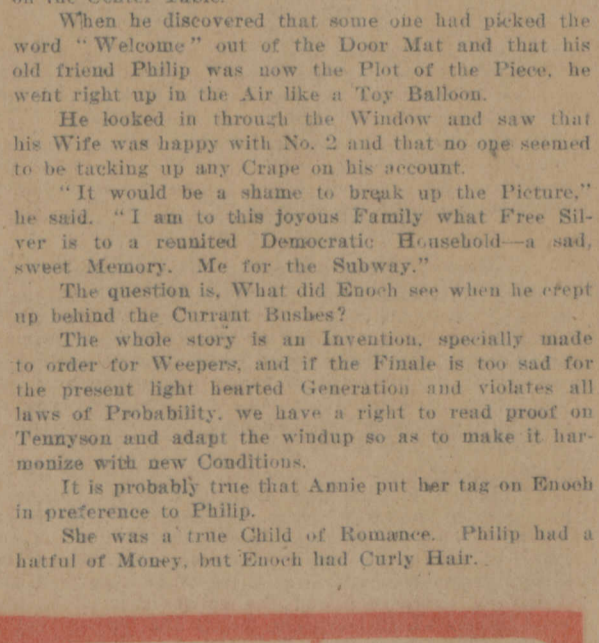 on the Center Table.
When he discovered that some one had picked the
word "Welcome" out of the Door Mat and that his
old friend Philip was now the Plot of the Piece, he
went right up in the Air like a Toy Balloon.
He looked in through the Window and saw that
his Wife was happy with No. 2 and that no one seemed
to be tacking up any Crape on his account.
"It would be a shame to break up the Picture,"
he said. "I am to this joyous Family what Free Sil-
ver is to a reunited Democratic Household—a sad,
sweet Memory. Me for the Subway."
The question is, What did Enoch see when he crept
up behind the Currant Bushes?
The whole story is an Invention, specially made
to order for Weepers, and if the Finale is too sad for
the present light hearted Generation and violates all
laws of Probability, we have a right to read proof on
Tennyson and adapt the windup so as to make it har-
monize with new Conditions.
It is probably true that Annie put her tag on Enoch
in preference to Philip.
She was a true Child of Romance. Philip had a
hatful of Money, but Enoch had Curly Hair.